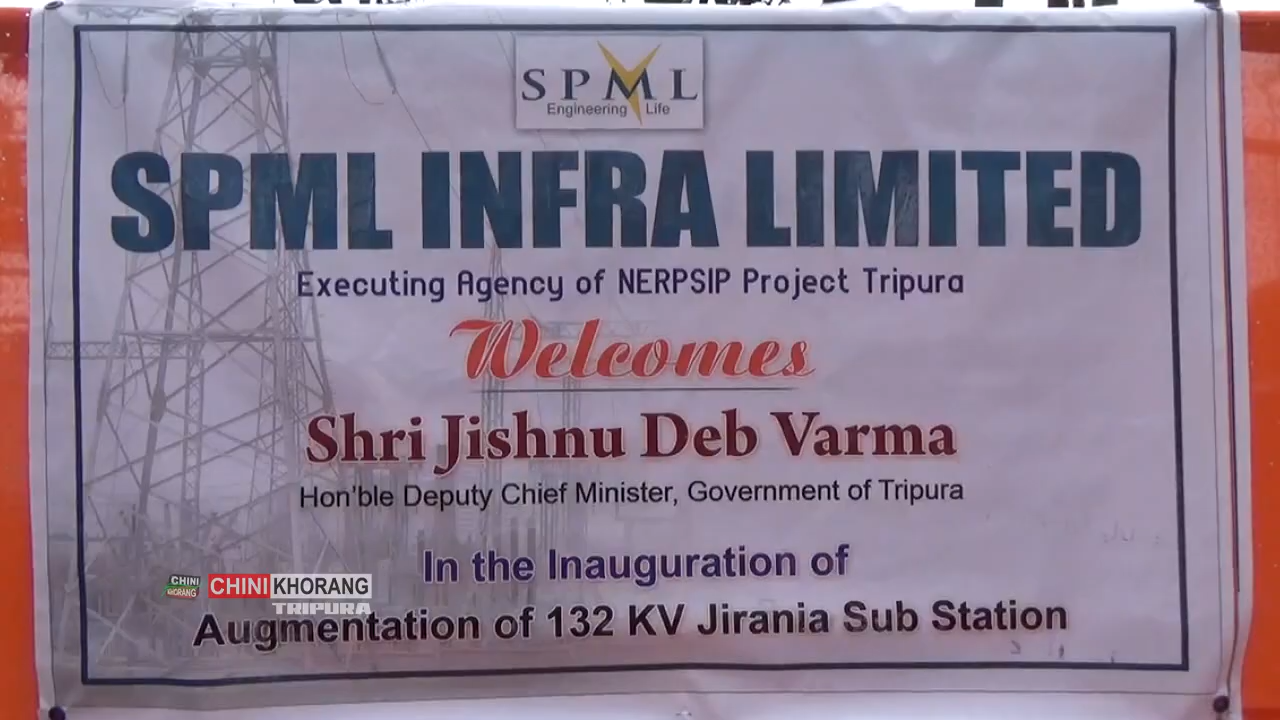 SPML
Engineering Life
SPML INFRA LIMITED
Executing Agency of NERPSIP Project Tripura
Welcomes
Shri Jishnu Deb Varma
Hon'ble Deputy Chief Minister, Government of Tripura
In the Inauguration of
CHINI KHORANG
CHINI KHORANG
TRIPURA
Augmentation of 132 KV Jirania Sub Station